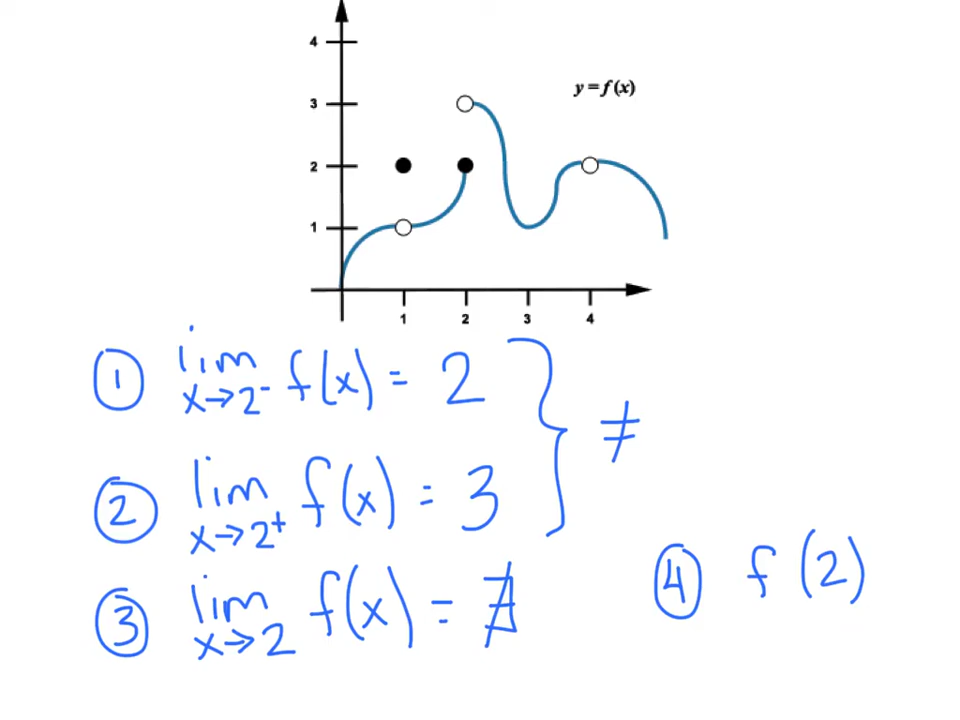 4
3
y = f(x)
2
1
1 2 3 4
① lim x→2⁻ f(x) = 2
≠
② lim x→2⁺ f(x) = 3
③ lim x→2 f(x) = ∄
④ f(2)